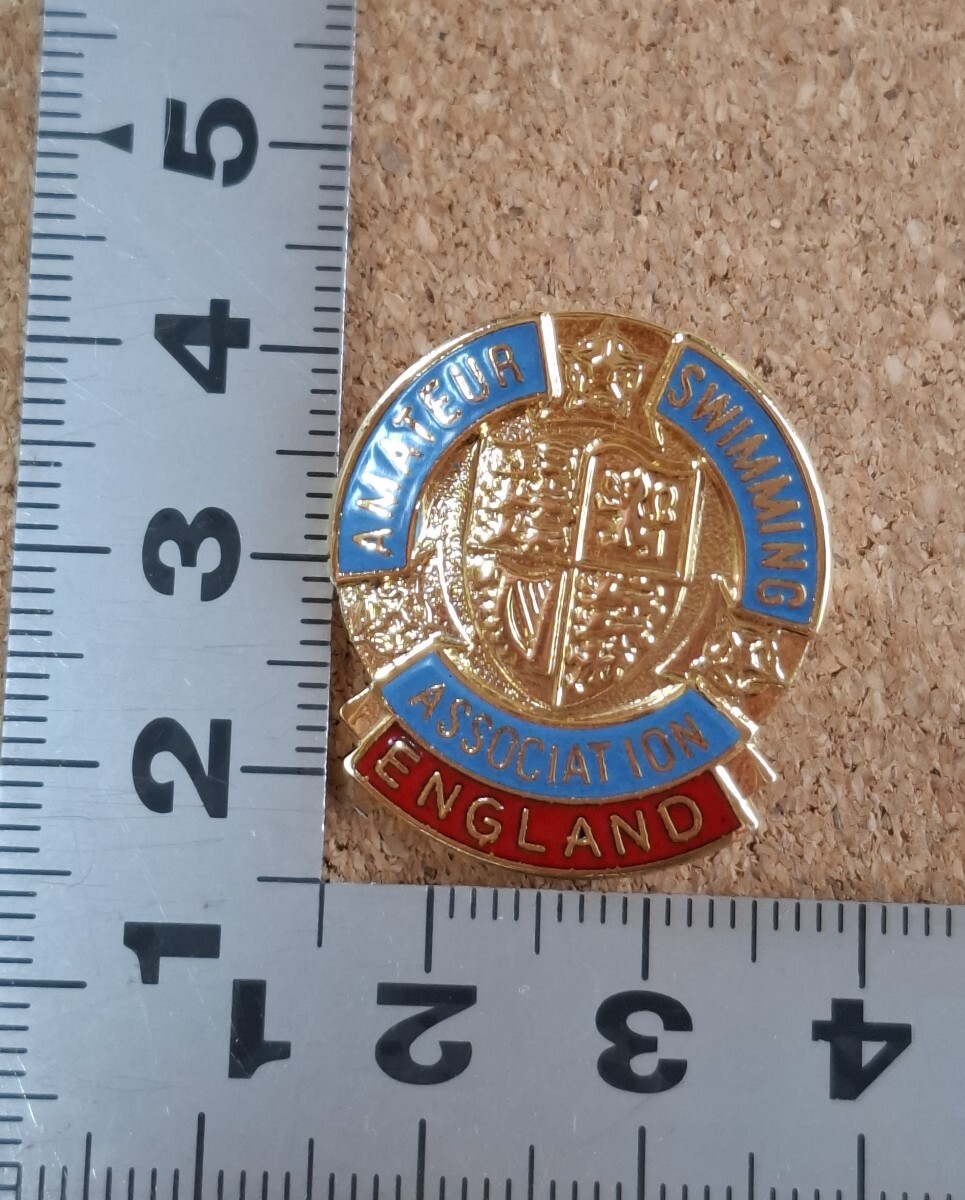 AMATEUR
SWIMMING
ASSOCIATION
ENGLAND
5
4
3
2
1
1
2
3
4